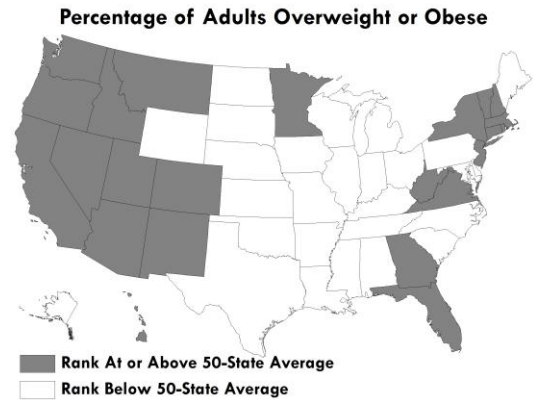 Percentage of Adults Overweight or Obese
Rank At or Above 50-State Average
Rank Below 50-State Average